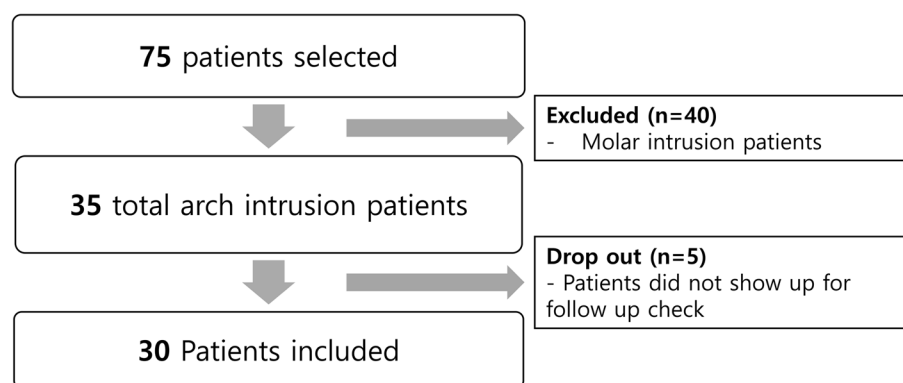 75 patients selected
Excluded (n=40)
- Molar intrusion patients
35 total arch intrusion patients
Drop out (n=5)
- Patients did not show up for
follow up check
30 Patients included